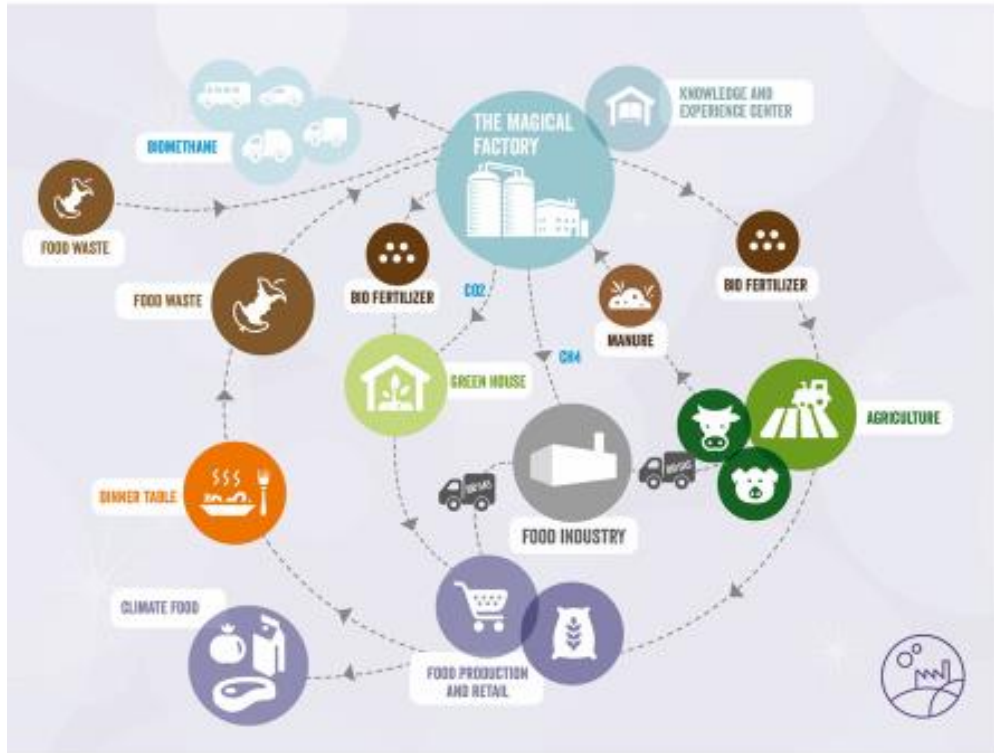 THE MAGICAL
FACTORY
KNOWLEDGE AND
EXPERIENCE CENTER
BIOMETHANE
FOOD WASTE
FOOD WASTE
BIO FERTILIZER
CO2
BIO FERTILIZER
MANURE
CH4
GREEN HOUSE
AGRICULTURE
DINNER TABLE
FOOD INDUSTRY
CLIMATE FOOD
FOOD PRODUCTION
AND RETAIL